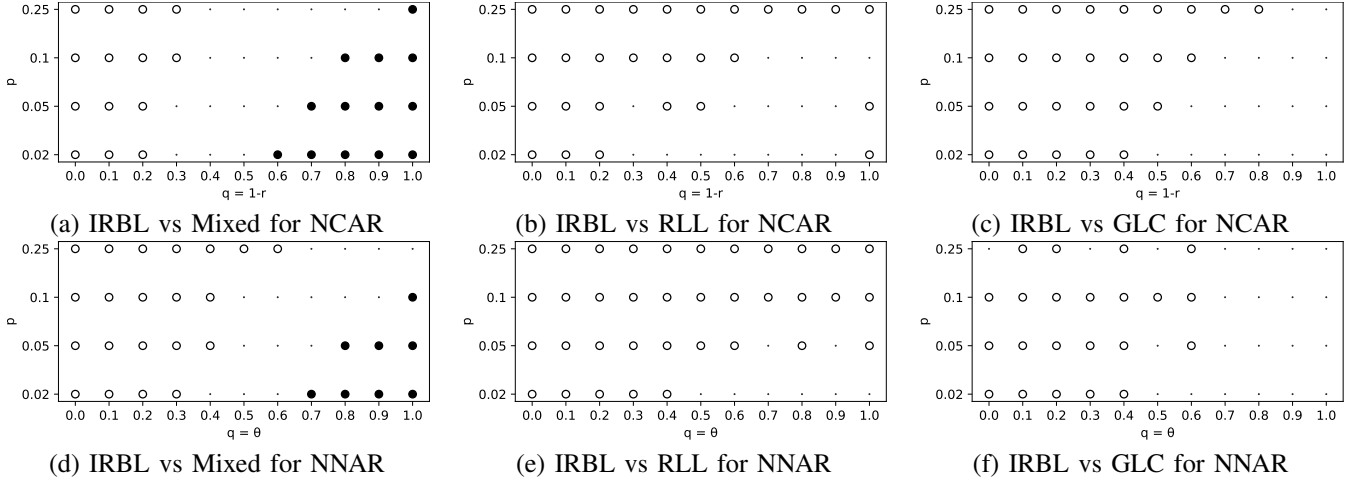 0.25
0.1
0.05
0.02
p
0.0 0.1 0.2 0.3 0.4 0.5 0.6 0.7 0.8 0.9 1.0
q = 1-r
(a) IRBL vs Mixed for NCAR
0.25
0.1
0.05
0.02
p
0.0 0.1 0.2 0.3 0.4 0.5 0.6 0.7 0.8 0.9 1.0
q = 1-r
(b) IRBL vs RLL for NCAR
0.25
0.1
0.05
0.02
p
0.0 0.1 0.2 0.3 0.4 0.5 0.6 0.7 0.8 0.9 1.0
q = 1-r
(c) IRBL vs GLC for NCAR
0.25
0.1
0.05
0.02
p
0.0 0.1 0.2 0.3 0.4 0.5 0.6 0.7 0.8 0.9 1.0
q = θ
(d) IRBL vs Mixed for NNAR
0.25
0.1
0.05
0.02
p
0.0 0.1 0.2 0.3 0.4 0.5 0.6 0.7 0.8 0.9 1.0
q = θ
(e) IRBL vs RLL for NNAR
0.25
0.1
0.05
0.02
p
0.0 0.1 0.2 0.3 0.4 0.5 0.6 0.7 0.8 0.9 1.0
q = θ
(f) IRBL vs GLC for NNAR